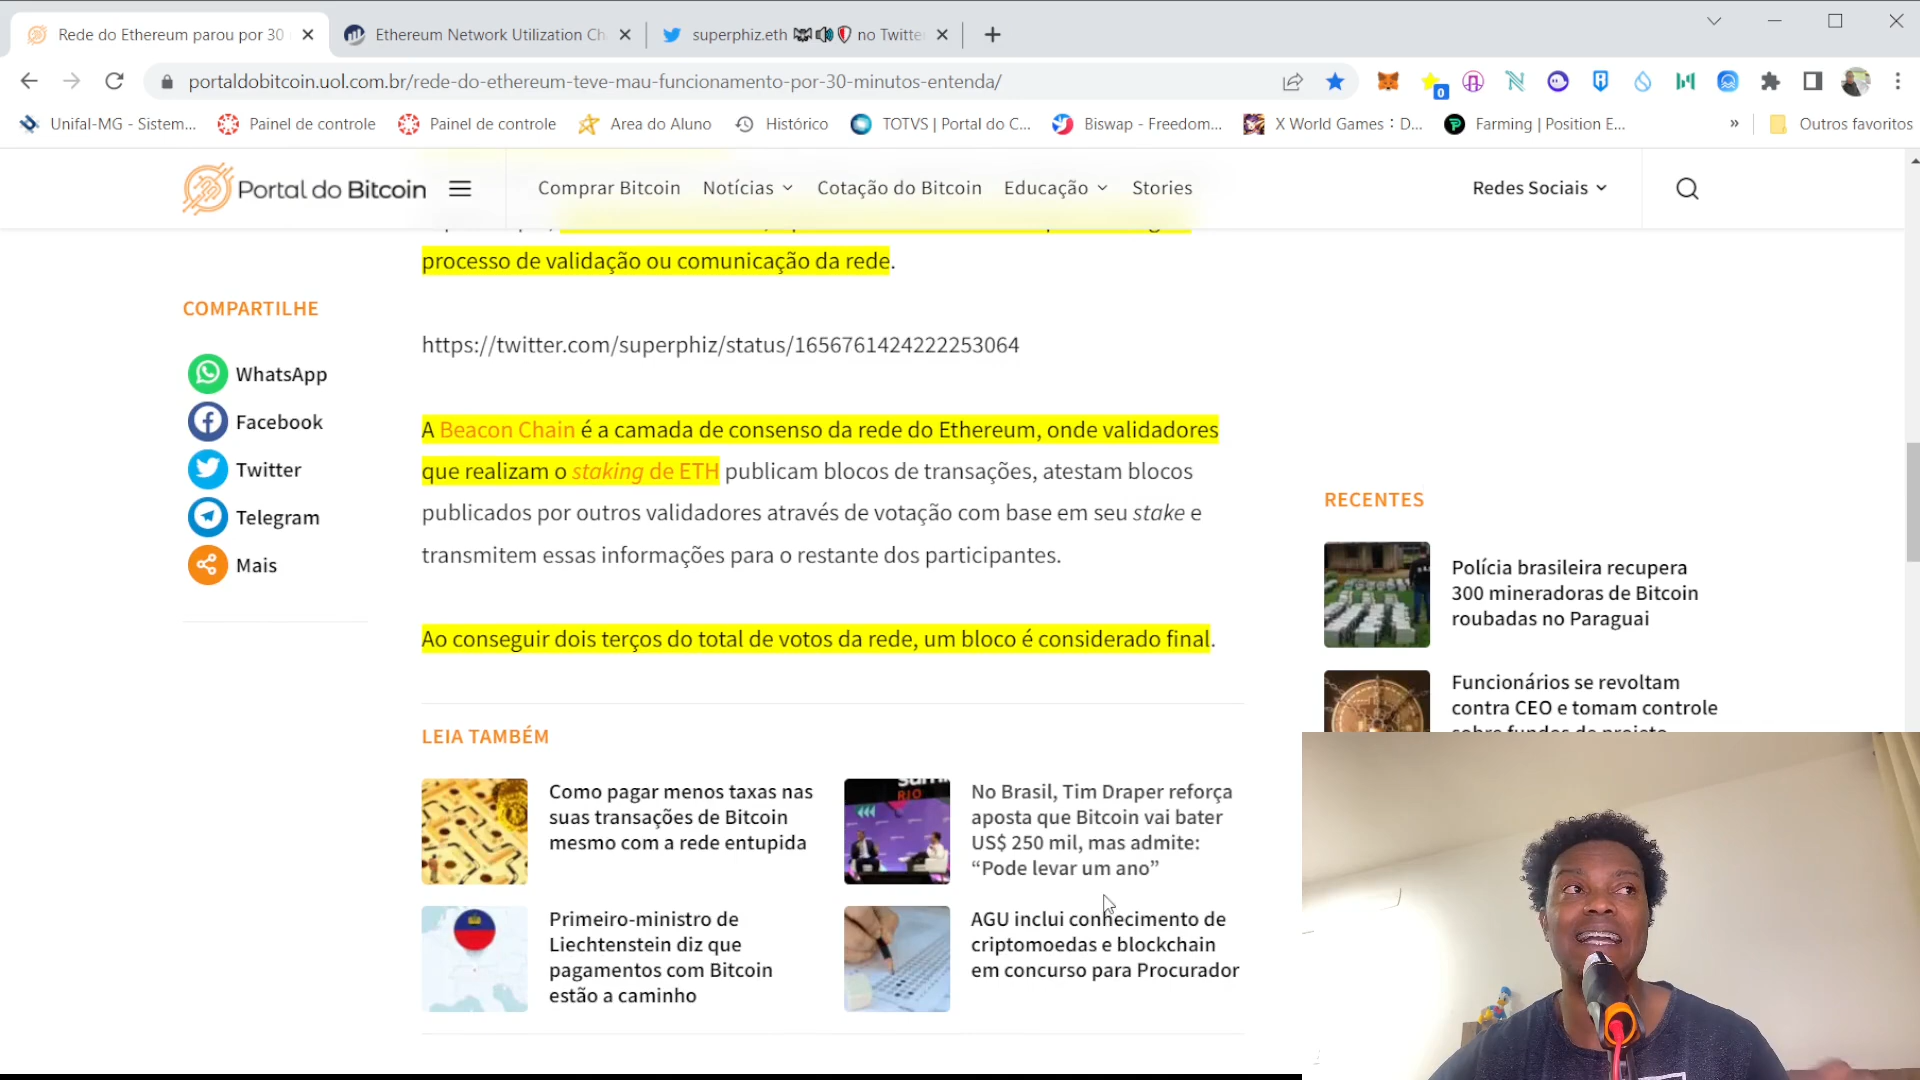 Rede do Ethereum parou por 30
Ethereum Network Utilization Ch
superphiz.eth no Twitte
portaldobitcoin.uol.com.br/rede-do-ethereum-teve-mau-funcionamento-por-30-minutos-entenda/
0
Unifal-MG - Sistem...
Painel de controle
Painel de controle
Area do Aluno
Histórico
TOTVS | Portal do C...
Biswap - Freedom...
X World Games : D...
Farming | Position E...
»
Outros favoritos
Portal do Bitcoin
Comprar Bitcoin
Notícias
Cotação do Bitcoin
Educação
Stories
Redes Sociais
processo de validação ou comunicação da rede.
COMPARTILHE
WhatsApp
Facebook
Twitter
Telegram
Mais
https://twitter.com/superphiz/status/1656761424222253064
A Beacon Chain é a camada de consenso da rede do Ethereum, onde validadores
que realizam o staking de ETH publicam blocos de transações, atestam blocos
publicados por outros validadores através de votação com base em seu stake e
transmitem essas informações para o restante dos participantes.
Ao conseguir dois terços do total de votos da rede, um bloco é considerado final.
LEIA TAMBÉM
Como pagar menos taxas nas
suas transações de Bitcoin
mesmo com a rede entupida
RIO
No Brasil, Tim Draper reforça
aposta que Bitcoin vai bater
US$ 250 mil, mas admite:
“Pode levar um ano”
Primeiro-ministro de
Liechtenstein diz que
pagamentos com Bitcoin
estão a caminho
AGU inclui conhecimento de
criptomoedas e blockchain
em concurso para Procurador
RECENTES
Polícia brasileira recupera
300 mineradoras de Bitcoin
roubadas no Paraguai
Funcionários se revoltam
contra CEO e tomam controle
sobre fundos de projeto